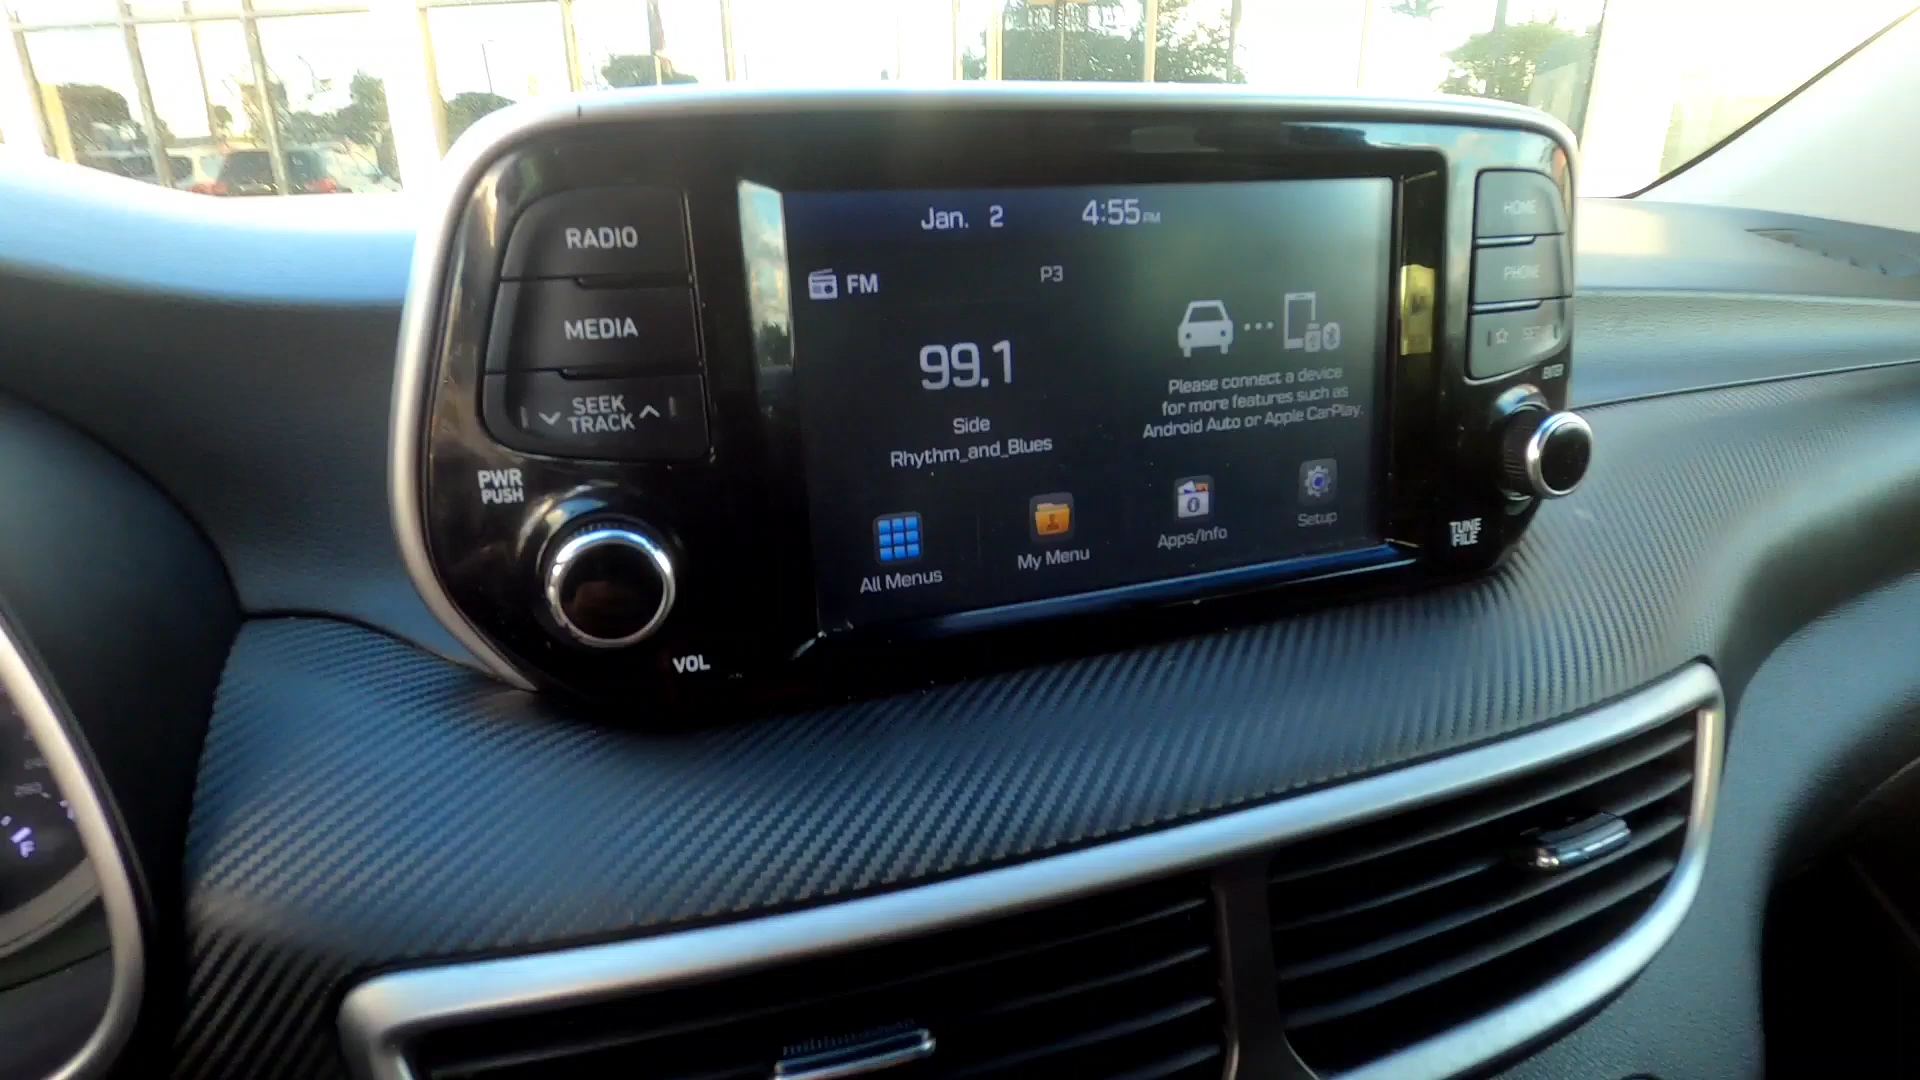 RADIO
MEDIA
SEEK
TRACK
PWR
PUSH
VOL
Jan. 2 4:55 PM
FM P3
99.1
Side
Rhythm_and_Blues
Please connect a device
for more features such as
Android Auto or Apple CarPlay.
All Menus
My Menu
Apps/Info
Setup
HOME
PHONE
ENTER
TUNE
FILE